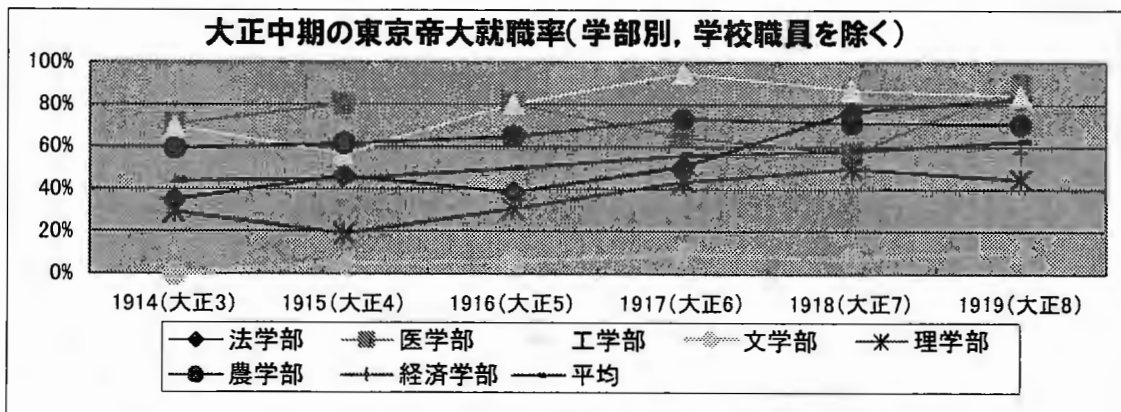 大正中期の東京帝大就職率(学部別，学校職員を除く)
100%
80%
60%
40%
20%
0%
1914(大正3) 1915(大正4) 1916(大正5) 1917(大正6) 1918(大正7) 1919(大正8)
法学部 医学部 工学部 文学部 理学部
農学部 経済学部 平均